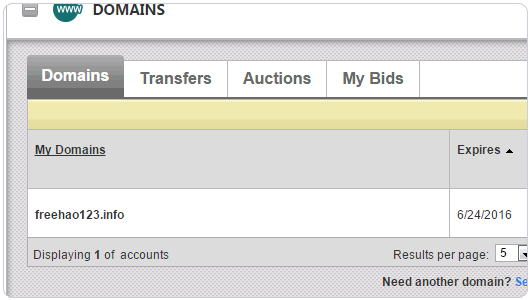 WWW DOMAINS
Domains Transfers Auctions My Bids
My Domains Expires
freehao123.info 6/24/2016
Displaying 1 of accounts Results per page: 5
Need another domain? Se